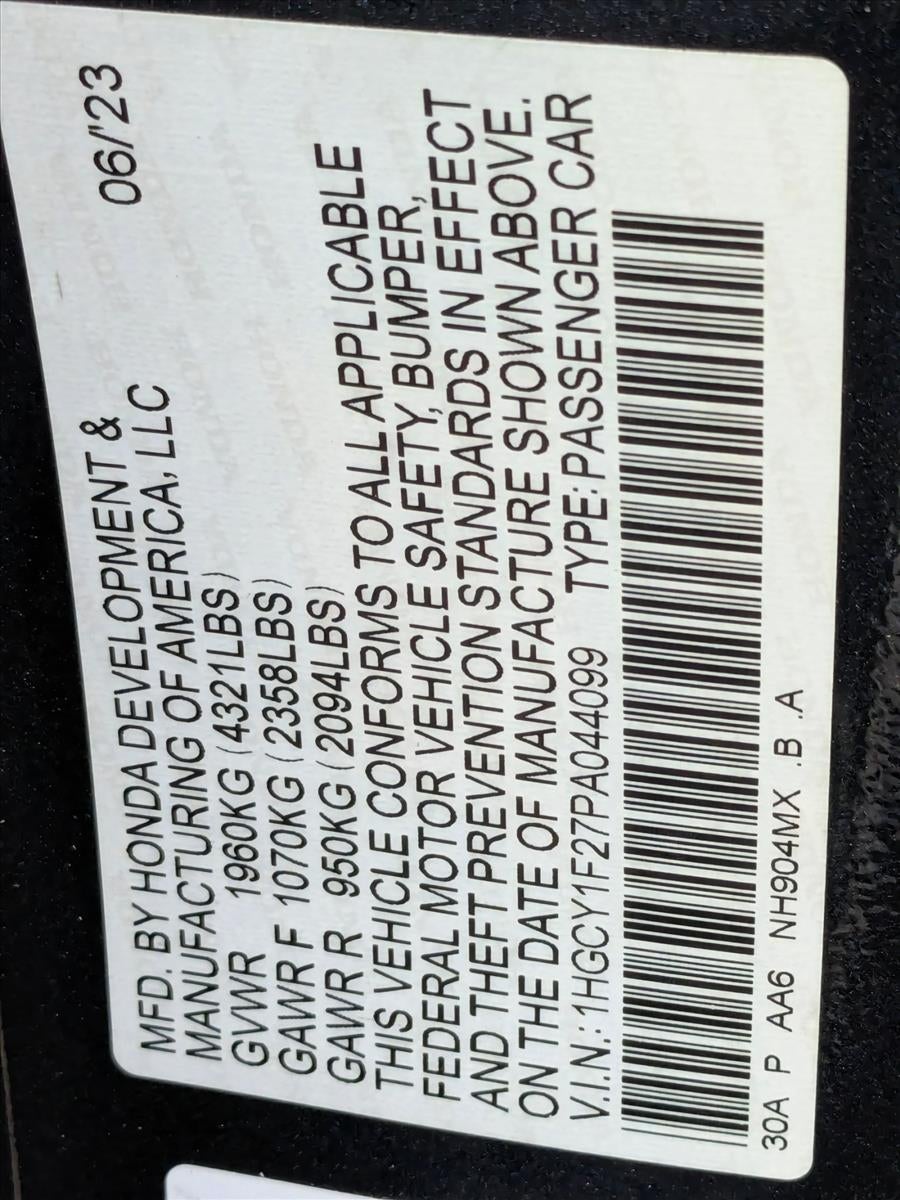 06/'23
MFD. BY HONDA DEVELOPMENT &
MANUFACTURING OF AMERICA, LLC
GVWR 1960KG (4321LBS)
GAWR F 1070KG (2358LBS)
GAWR R 950KG (2094LBS)
THIS VEHICLE CONFORMS TO ALL APPLICABLE
FEDERAL MOTOR VEHICLE SAFETY, BUMPER,
AND THEFT PREVENTION STANDARDS IN EFFECT
ON THE DATE OF MANUFACTURE SHOWN ABOVE.
V.I.N.: 1HGCY1F27PA044099 TYPE: PASSENGER CAR
30A P AA6 NH904MX .B .A